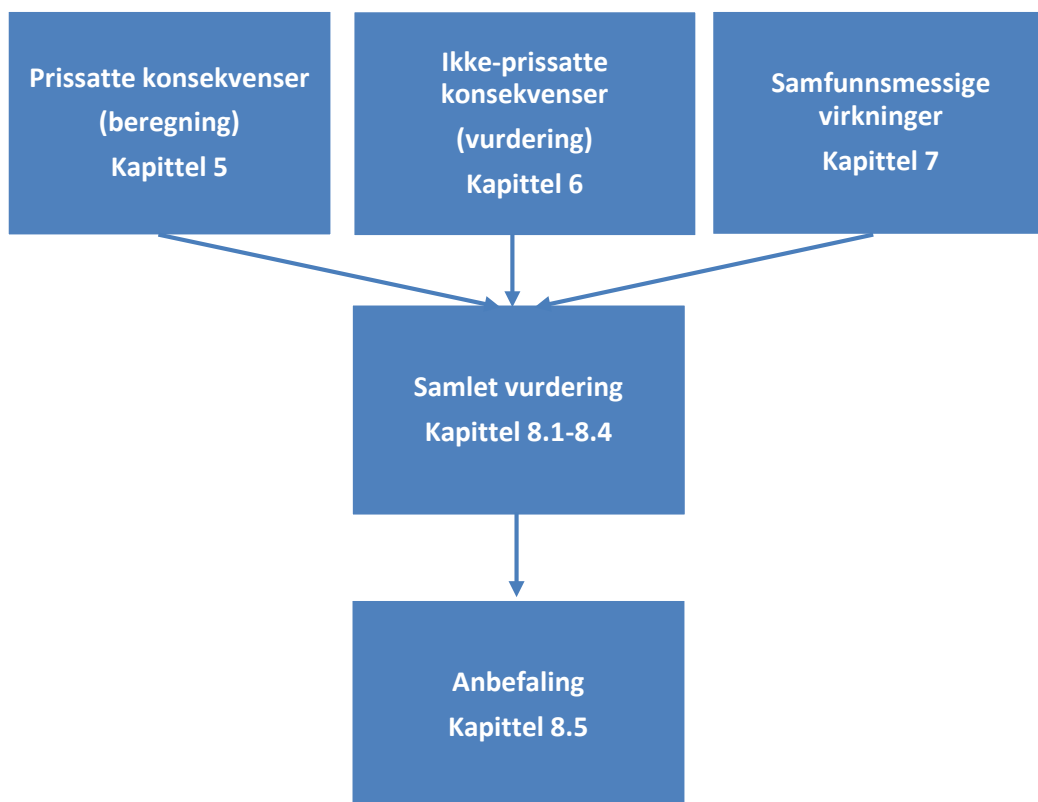 Prissatte konsekvenser
(beregning)
Kapittel 5
Ikke-prissatte
konsekvenser
(vurdering)
Kapittel 6
Samfunnsmessige
virkninger
Kapittel 7
Samlet vurdering
Kapittel 8.1-8.4
Anbefaling
Kapittel 8.5